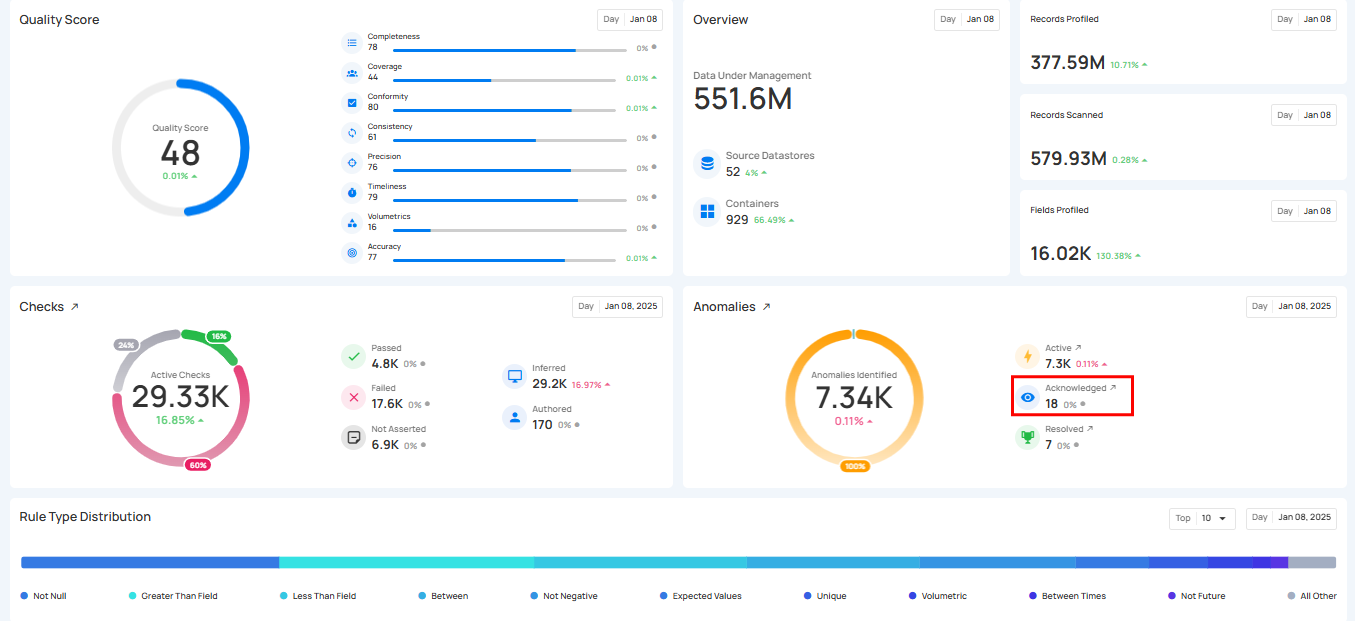 Quality Score
Day Jan 08
Quality Score
48
0.01%
Completeness
78
0%
Coverage
44
0.01%
Conformity
80
0.01%
Consistency
61
0%
Precision
76
0%
Timeliness
79
0%
Volumetrics
16
0%
Accuracy
77
0.01%
Overview
Day Jan 08
Data Under Management
551.6M
Source Datastores
52 4%
Containers
929 66.49%
Records Profiled
Day Jan 08
377.59M 10.71%
Records Scanned
Day Jan 08
579.93M 0.28%
Fields Profiled
Day Jan 08
16.02K 130.38%
Checks
Day Jan 08, 2025
24%
16%
Active Checks
29.33K
16.85%
60%
Passed
4.8K 0%
Failed
17.6K 0%
Not Asserted
6.9K 0%
Inferred
29.2K 16.97%
Authored
170 0%
Anomalies
Day Jan 08, 2025
Anomalies Identified
7.34K
0.11%
100%
Active
7.3K 0.11%
Acknowledged
18 0%
Resolved
7 0%
Rule Type Distribution
Top 10
Day Jan 08, 2025
Not Null Greater Than Field Less Than Field Between Not Negative Expected Values Unique Volumetric Between Times Not Future All Other